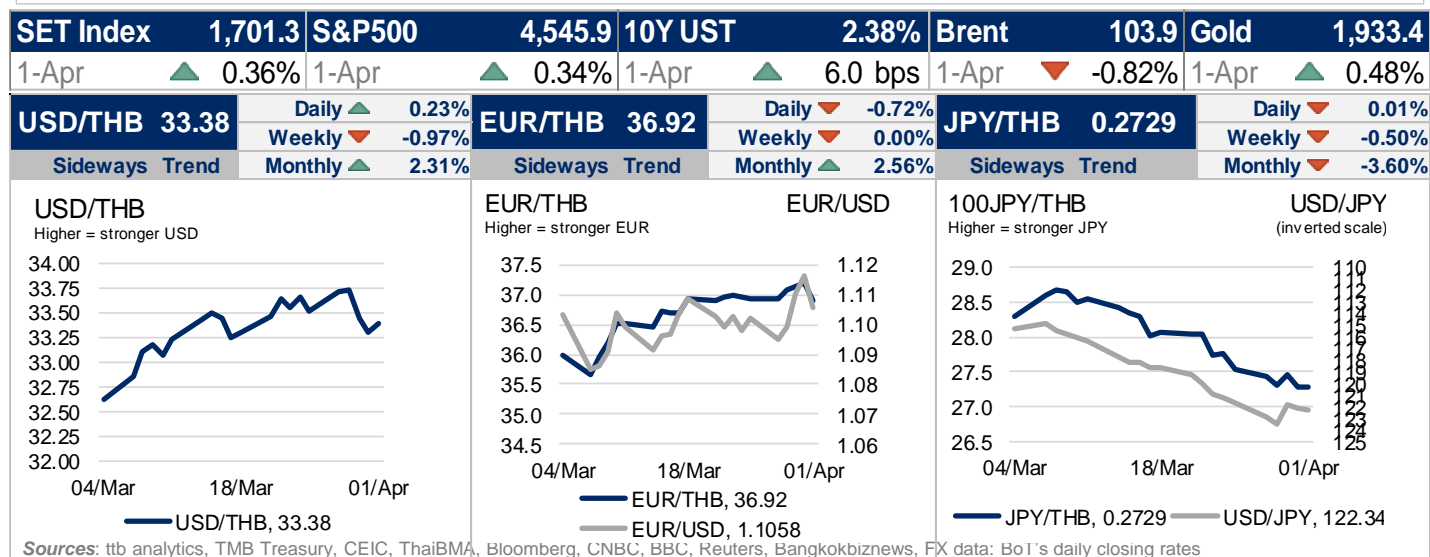 SET Index 1,701.3 S&P500 4,545.9 10Y UST 2.38% Brent 103.9 Gold 1,933.4
1-Apr 0.36% 1-Apr 0.34% 1-Apr 6.0 bps 1-Apr -0.82% 1-Apr 0.48%
USD/THB 33.38
Daily 0.23%
Weekly -0.97%
Sideways Trend Monthly 2.31%
EUR/THB 36.92
Daily -0.72%
Weekly 0.00%
Sideways Trend Monthly 2.56%
JPY/THB 0.2729
Daily 0.01%
Weekly -0.50%
Sideways Trend Monthly -3.60%
USD/THB
Higher = stronger USD
34.00
33.75
33.50
33.25
33.00
32.75
32.50
32.25
32.00
04/Mar 18/Mar 01/Apr
USD/THB, 33.38
EUR/THB EUR/USD
Higher = stronger EUR
37.5 1.12
37.0 1.11
36.5 1.10
36.0 1.09
35.5 1.08
35.0 1.07
34.5 1.06
04/Mar 18/Mar 01/Apr
EUR/THB, 36.92
EUR/USD, 1.1058
100JPY/THB USD/JPY
Higher = stronger JPY (inverted scale)
29.0
28.5
28.0
27.5
27.0
26.5
110
120
121
122
123
124
125
04/Mar 18/Mar 01/Apr
JPY/THB, 0.2729 USD/JPY, 122.34
Sources: ttb analytics, TMB Treasury, CEIC, ThaiBMA, Bloomberg, CNBC, BBC, Reuters, Bangkokbiznews, FX data: BoT's daily closing rates